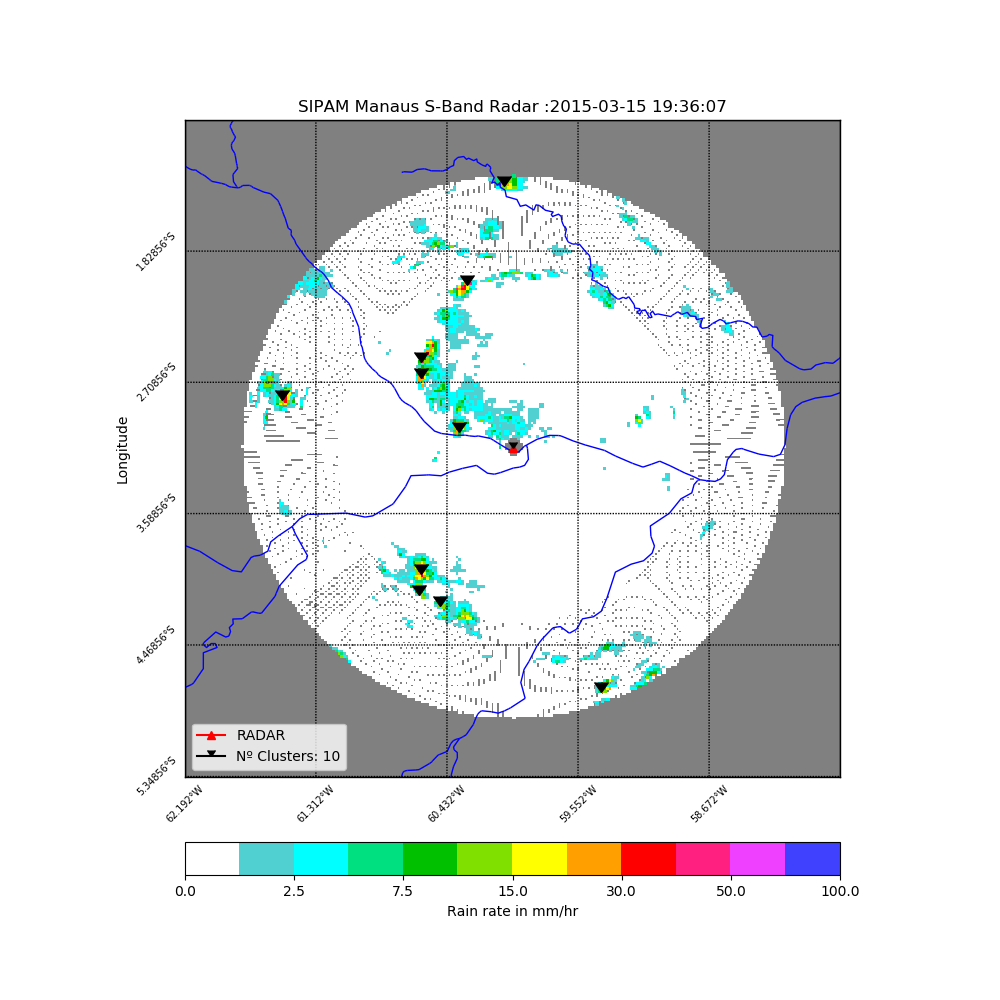 SIPAM Manaus S-Band Radar :2015-03-15 19:36:07
Longitude
1.82856°S
2.70856°S
3.58856°S
4.46856°S
5.34856°S
RADAR
Nº Clusters: 10
62.192°W 61.312°W 60.432°W 59.552°W 58.672°W
0.0 2.5 7.5 15.0 30.0 50.0 100.0
Rain rate in mm/hr